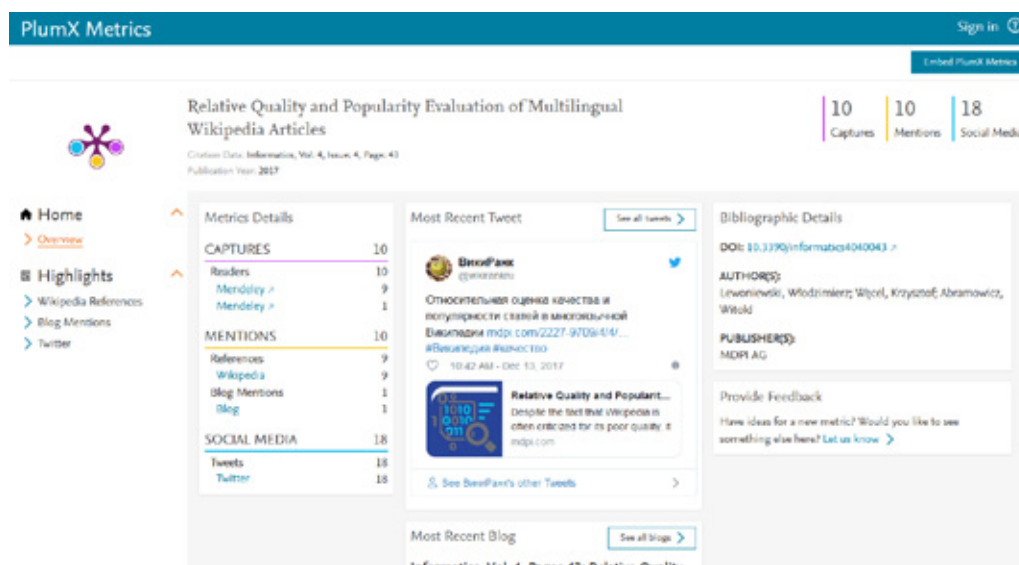 PlumX Metrics
Sign in
Embed PlumX Metrics
Relative Quality and Popularity Evaluation of Multilingual
Wikipedia Articles
Citation Data: Informatics, Vol. 4, Issue: 4, Page: 43
Publication Year: 2017
10
Captures
10
Mentions
18
Social Media
Home
Overview
Highlights
Wikipedia References
Blog Mentions
Twitter
Metrics Details
CAPTURES 10
Readers 10
Mendeley 9
Mendeley 1
MENTIONS 10
References 9
Wikipedia 9
Blog Mentions 1
Blog 1
SOCIAL MEDIA 18
Tweets 18
Twitter 18
Most Recent Tweet
See all tweets
ВикиРанк
Относительная оценка качества и
популярности статей в многоязычной
Википедии mdpi.com/2227-9709/4/4/...
#Википедия #качество
10:42 AM - Dec 13, 2017
Relative Quality and Popularit...
Despite the fact that Wikipedia is
often criticized for its poor quality, it
mdpi.com
See ВикиРанк's other Tweets
Most Recent Blog
See all blogs
Informatics, Vol. 4, Pages 43: Relative Quality
Bibliographic Details
DOI: 10.3390/informatics4040043
AUTHOR(S):
Lewoniewski, Włodzimierz; Węcel, Krzysztof; Abramowicz,
Witold
PUBLISHER(S):
MDPI AG
Provide Feedback
Have ideas for a new metric? Would you like to see
something else here? Let us know